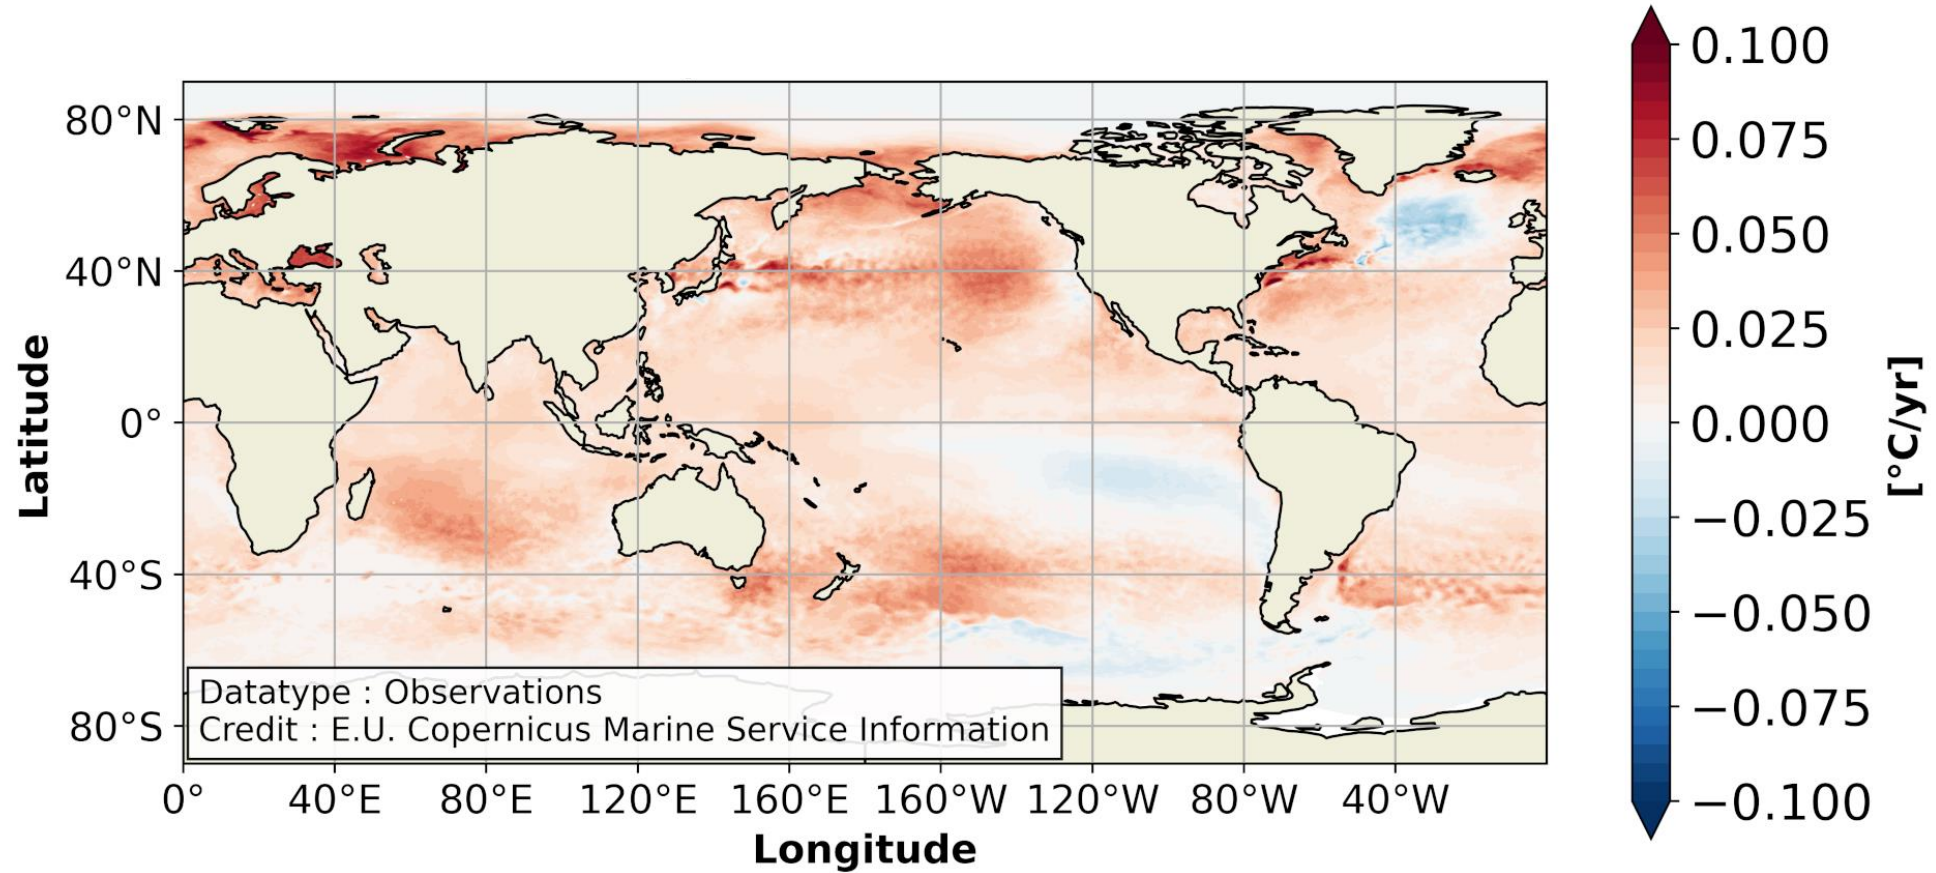 80°N
40°N
0°
40°S
80°S
Latitude
0°
40°E
80°E
120°E
160°E
160°W
120°W
80°W
40°W
Longitude
Datatype : Observations
Credit : E.U. Copernicus Marine Service Information
0.100
0.075
0.050
0.025
0.000
−0.025
−0.050
−0.075
−0.100
[°C/yr]